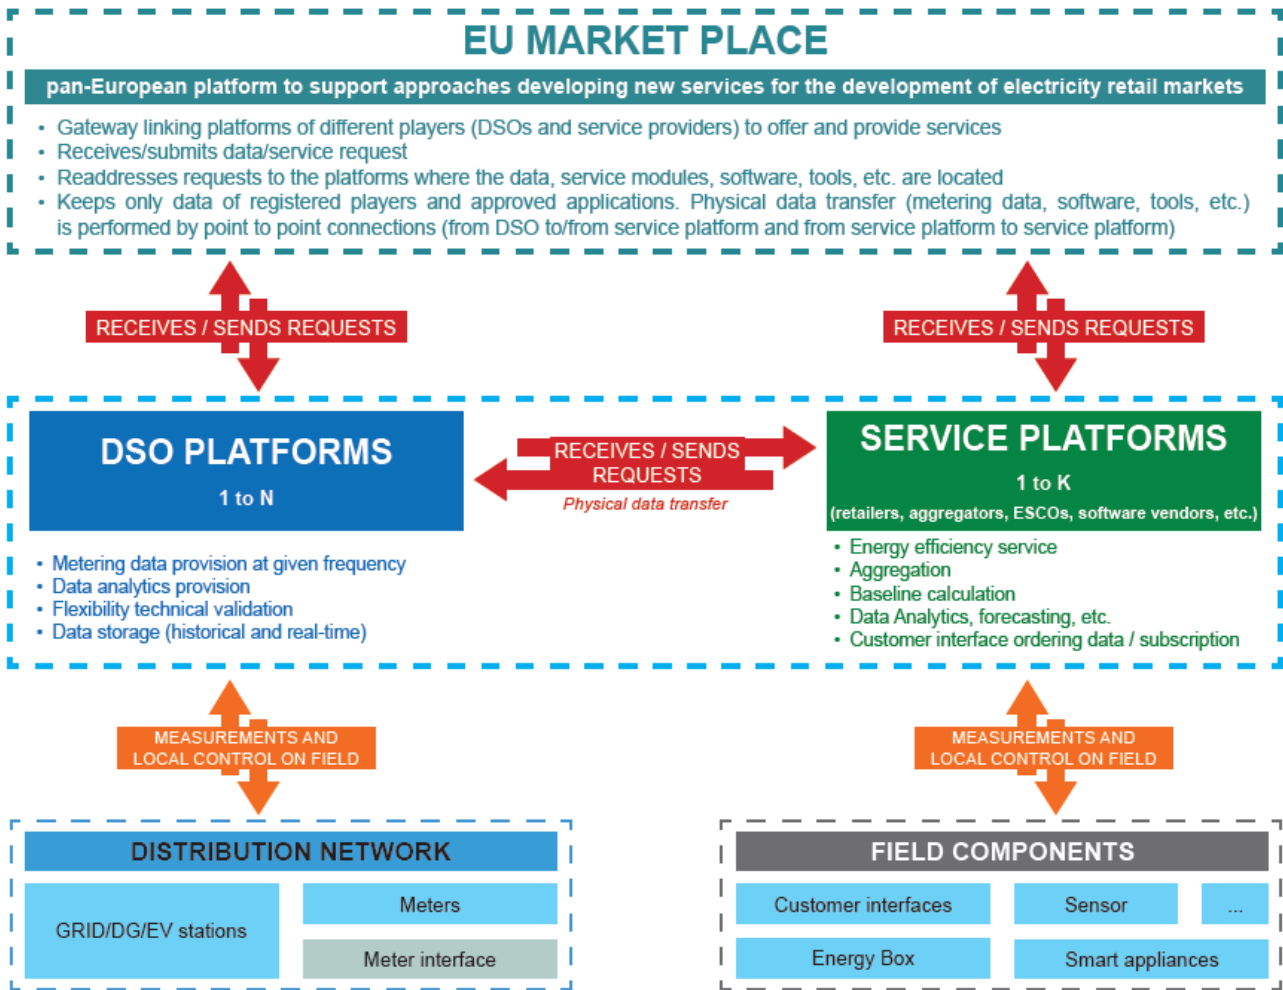 EU MARKET PLACE
pan-European platform to support approaches developing new services for the development of electricity retail markets
• Gateway linking platforms of different players (DSOs and service providers) to offer and provide services
• Receives/submits data/service request
• Readdresses requests to the platforms where the data, service modules, software, tools, etc. are located
• Keeps only data of registered players and approved applications. Physical data transfer (metering data, software, tools, etc.)
is performed by point to point connections (from DSO to/from service platform and from service platform to service platform)
RECEIVES / SENDS REQUESTS
RECEIVES / SENDS REQUESTS
DSO PLATFORMS
1 to N
• Metering data provision at given frequency
• Data analytics provision
• Flexibility technical validation
• Data storage (historical and real-time)
RECEIVES / SENDS
REQUESTS
Physical data transfer
SERVICE PLATFORMS
1 to K
(retailers, aggregators, ESCOs, software vendors, etc.)
• Energy efficiency service
• Aggregation
• Baseline calculation
• Data Analytics, forecasting, etc.
• Customer interface ordering data / subscription
MEASUREMENTS AND
LOCAL CONTROL ON FIELD
MEASUREMENTS AND
LOCAL CONTROL ON FIELD
DISTRIBUTION NETWORK
GRID/DG/EV stations
Meters
Meter interface
FIELD COMPONENTS
Customer interfaces
Sensor
...
Energy Box
Smart appliances